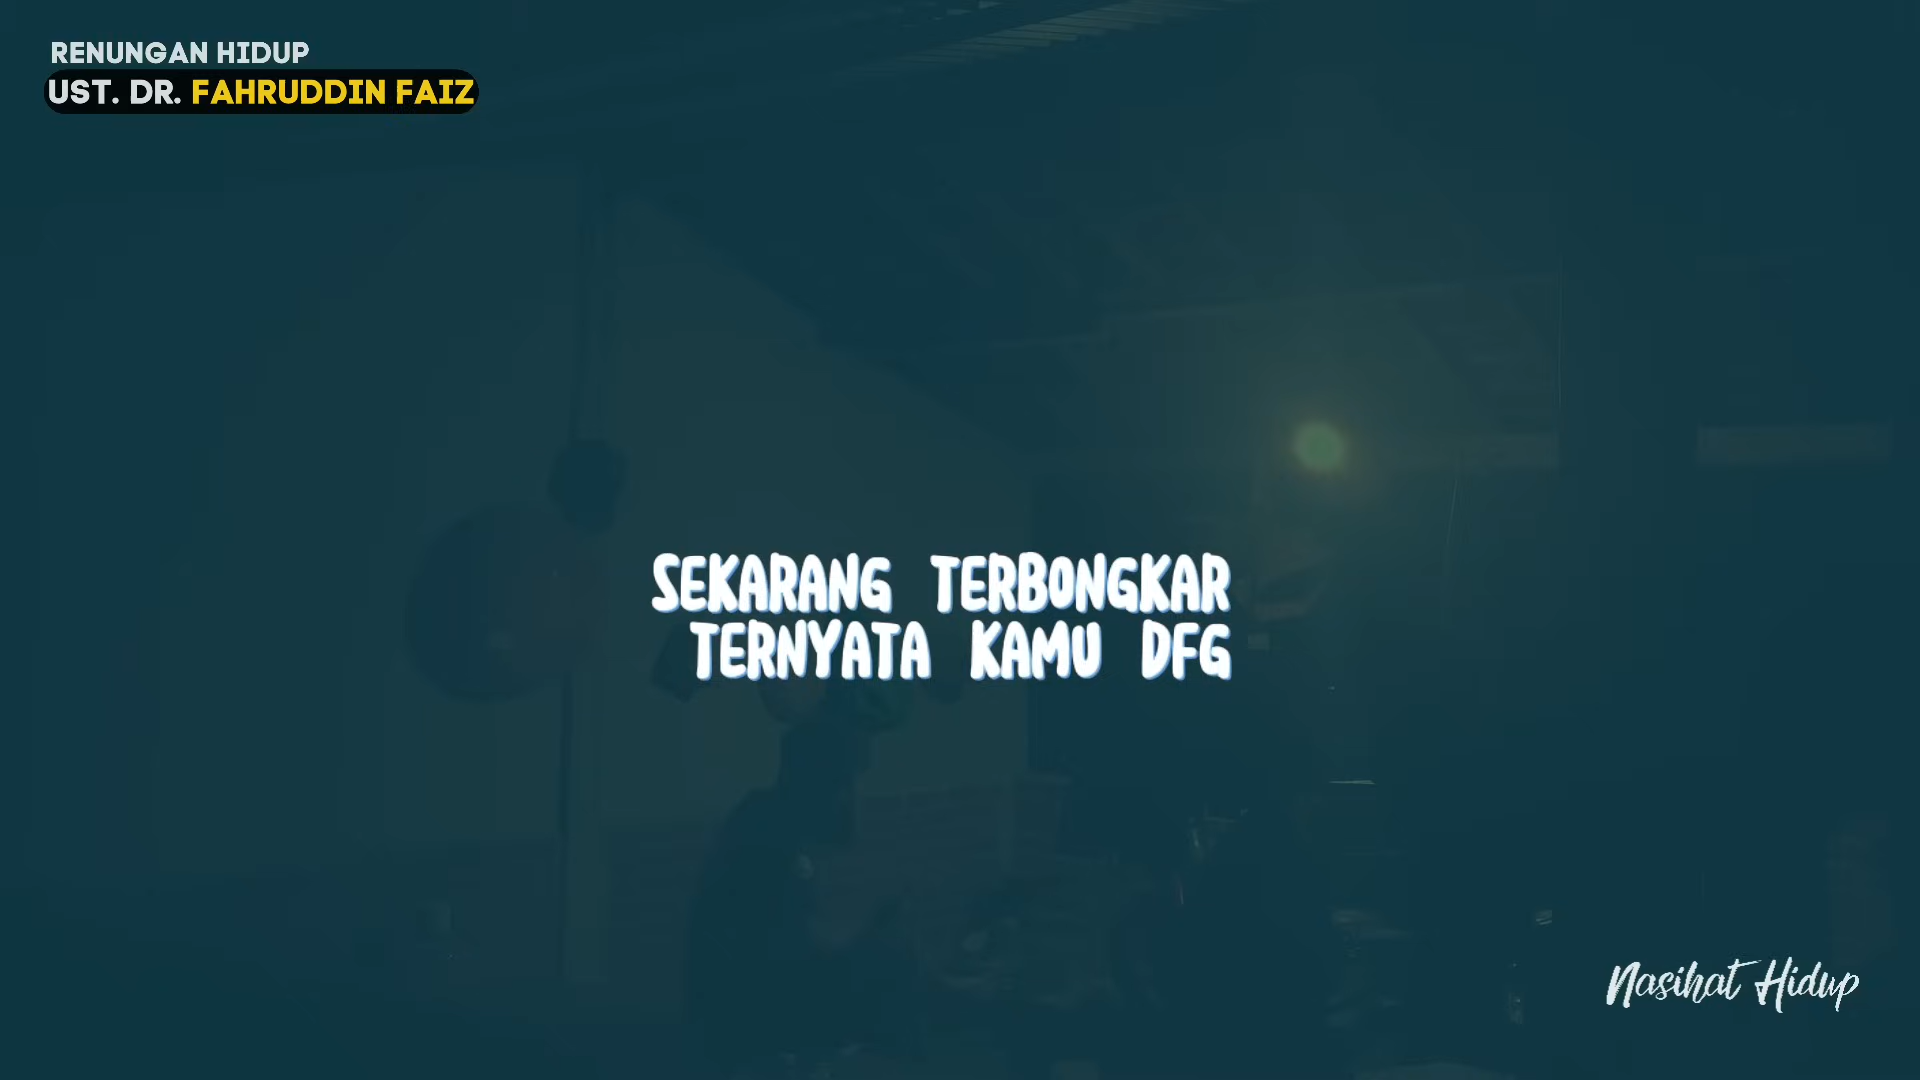 RENUNGAN HIDUP
UST. DR. FAHRUDDIN FAIZ
SEKARANG TERBONGKAR
TERNYATA KAMU DFG
Nasihat Hidup